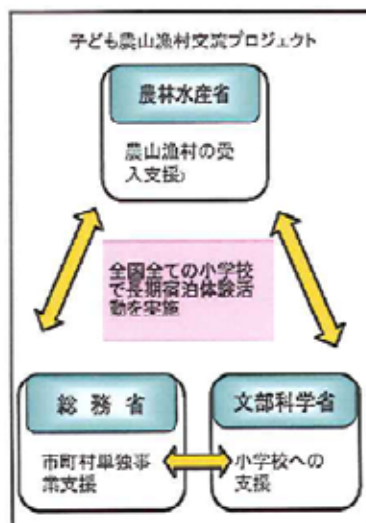 子ども農山漁村交流プロジェクト
農林水産省
農山漁村の受
入支援）
全国全ての小学校
で長期宿泊体験活
動を実施
総務省
市町村単独事
業支援
文部科学省
小学校への
支援